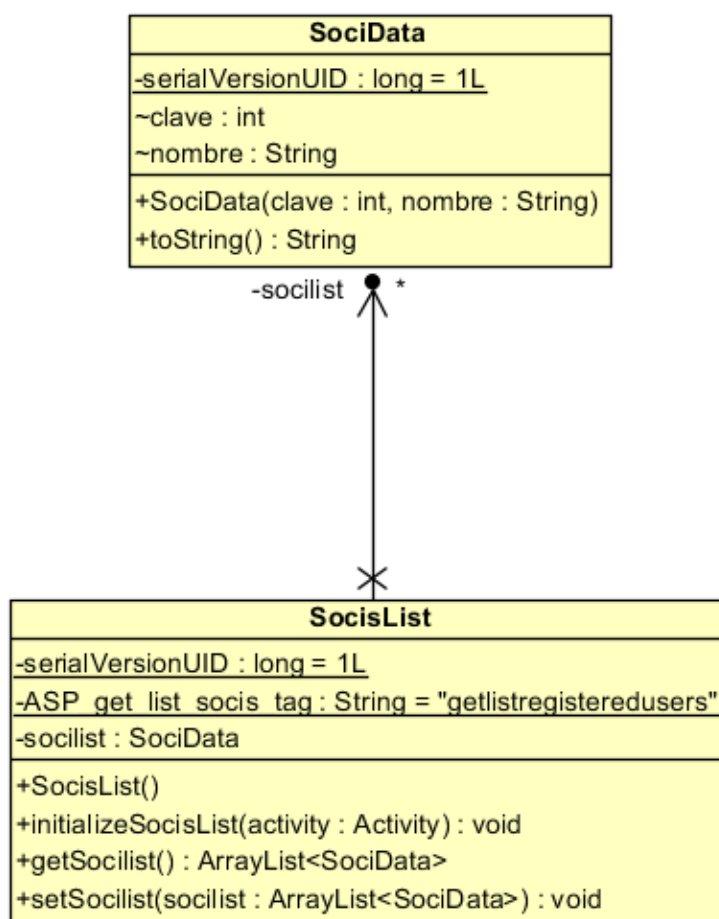 SociData
-serialVersionUID : long = 1L
~clave : int
~nombre : String
+SociData(clave : int, nombre : String)
+toString() : String
-socilist *
SocisList
-serialVersionUID : long = 1L
-ASP_get_list_socis_tag : String = "getlistregisteredusers"
-socilist : SociData
+SocisList()
+initializeSocisList(activity : Activity) : void
+getSocilist() : ArrayList<SociData>
+setSocilist(socilist : ArrayList<SociData>) : void